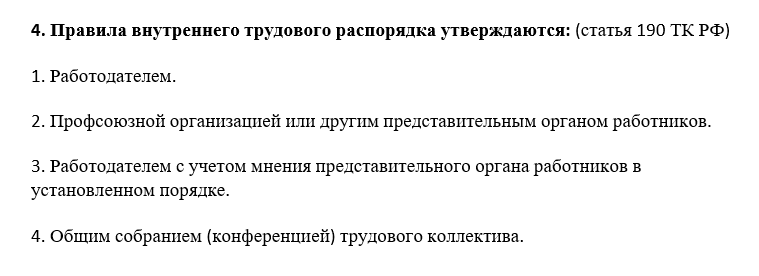 4. Правила внутреннего трудового распорядка утверждаются: (статья 190 ТК РФ)
1. Работодателем.
2. Профсоюзной организацией или другим представительным органом работников.
3. Работодателем с учетом мнения представительного органа работников в
установленном порядке.
4. Общим собранием (конференцией) трудового коллектива.